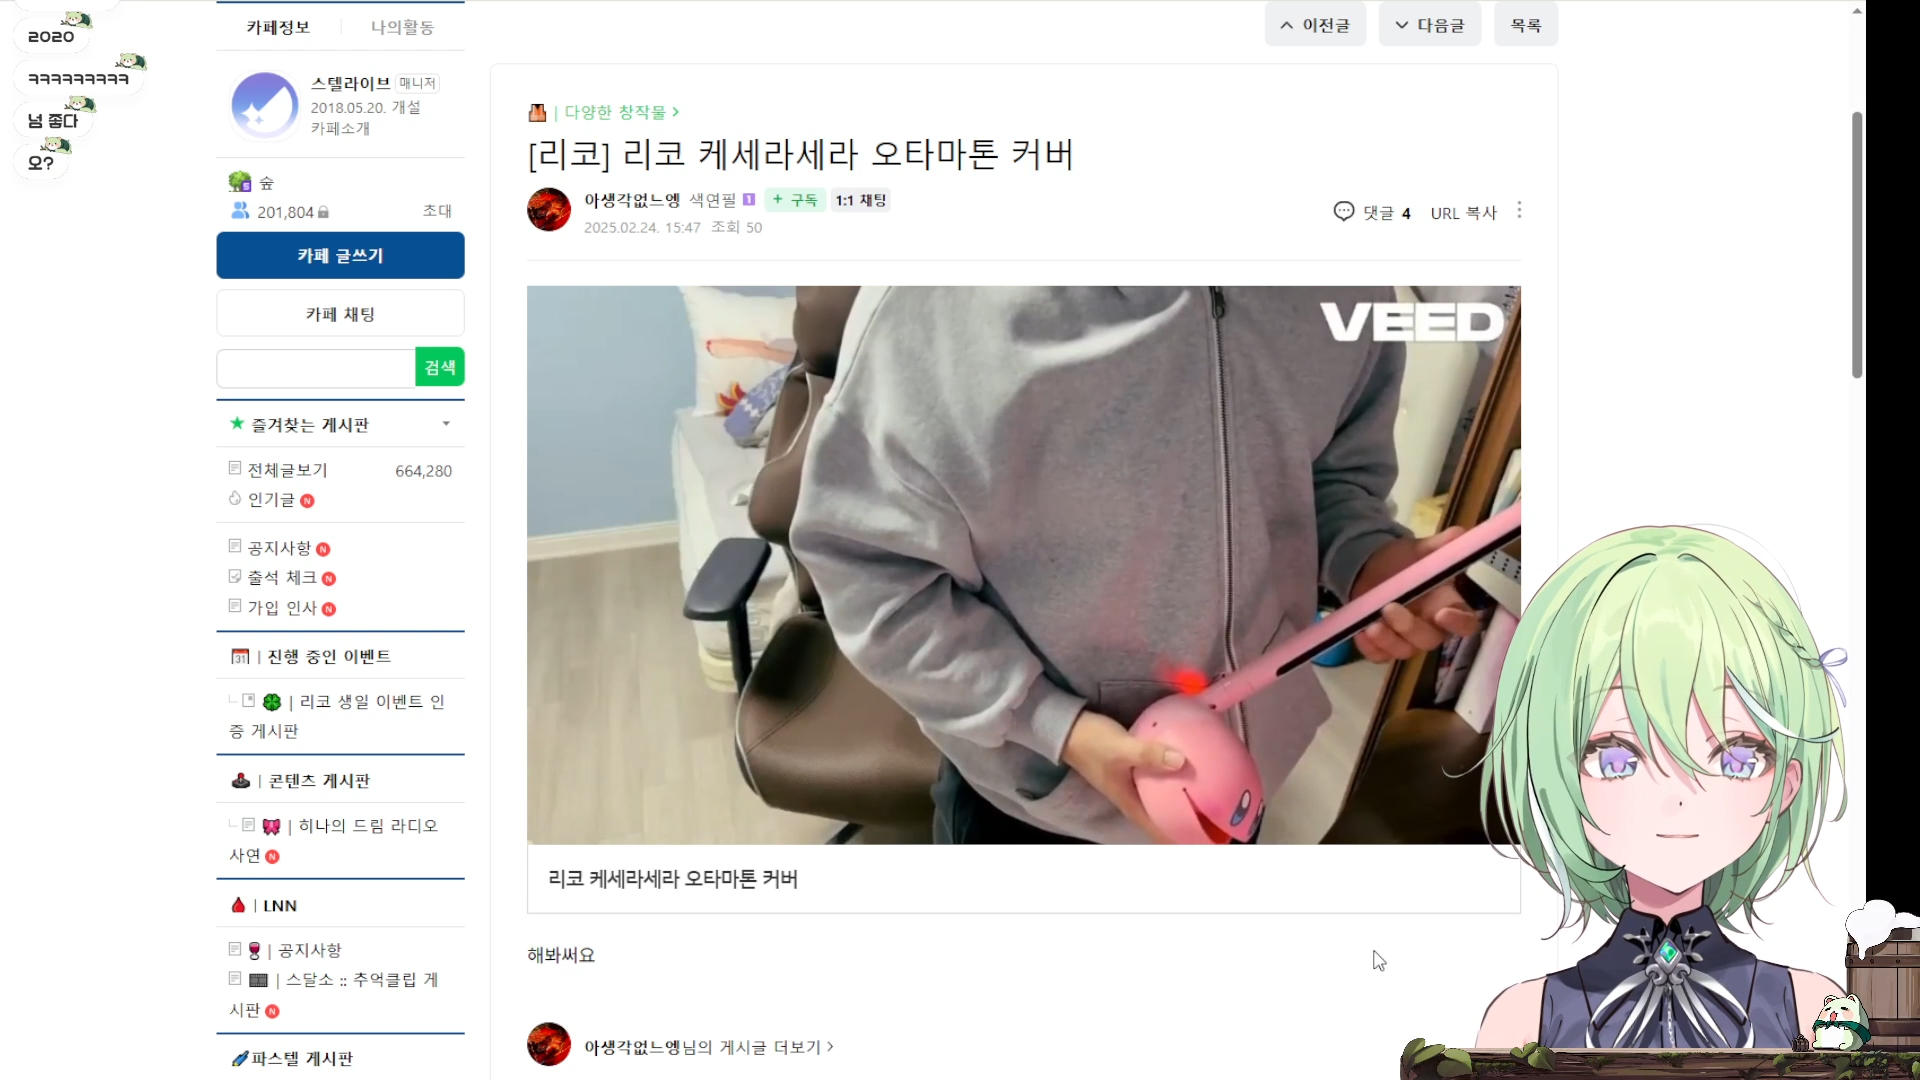 2020
ㅋㅋㅋㅋㅋㅋㅋㅋㅋ
넘 좋다
오?
카페정보
나의활동
스텔라이브 매니저
2018.05.20. 개설
카페소개
숲
201,804
초대
카페 글쓰기
카페 채팅
검색
즐겨찾는 게시판
전체글보기 664,280
인기글 N
공지사항 N
출석 체크 N
가입 인사 N
31 | 진행 중인 이벤트
| 리코 생일 이벤트 인
증 게시판
| 콘텐츠 게시판
| 히나의 드림 라디오
사연 N
| LNN
| 공지사항
| 스달소 :: 추억클립 게
시판 N
파스텔 게시판
이전글
다음글
목록
| 다양한 창작물 >
[리코] 리코 케세라세라 오타마톤 커버
아생각없느엥 색연필 1 + 구독 1:1 채팅
2025.02.24. 15:47 조회 50
댓글 4 URL 복사
VEED
리코 케세라세라 오타마톤 커버
해봐써요
아생각없느엥님의 게시글 더보기 >